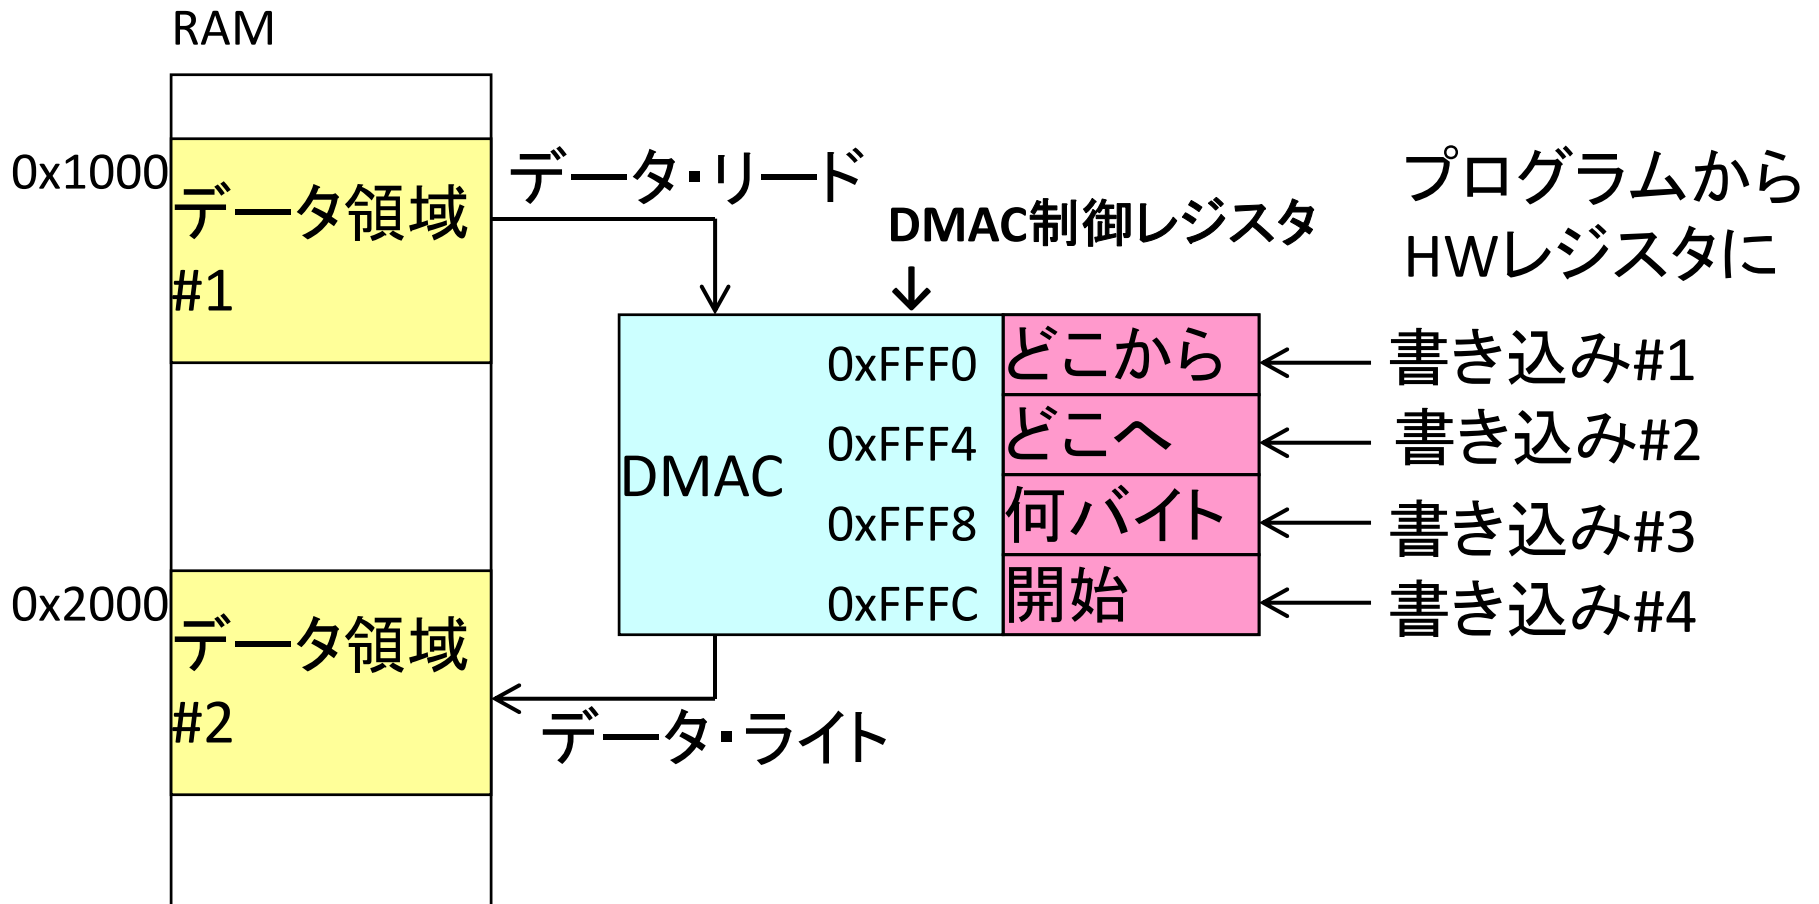 RAM
0x1000
データ領域
#1
データ・リード
DMAC制御レジスタ
プログラムから
HWレジスタに
DMAC
0xFFF0 どこから
書き込み#1
0xFFF4 どこへ
書き込み#2
0xFFF8 何バイト
書き込み#3
0xFFFC 開始
書き込み#4
0x2000
データ領域
#2
データ・ライト